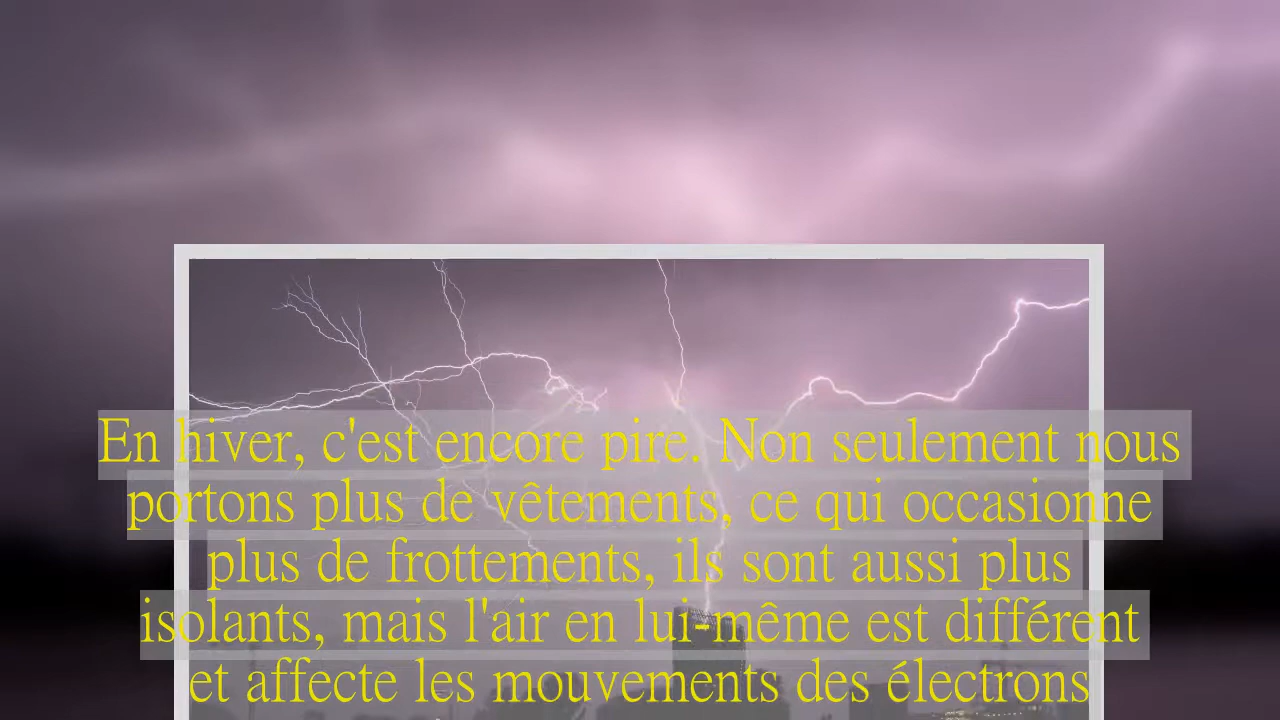 En hiver, c'est encore pire. Non seulement nous
portons plus de vêtements, ce qui occasionne
plus de frottements, ils sont aussi plus
isolants, mais l'air en lui-même est différent
et affecte les mouvements des électrons